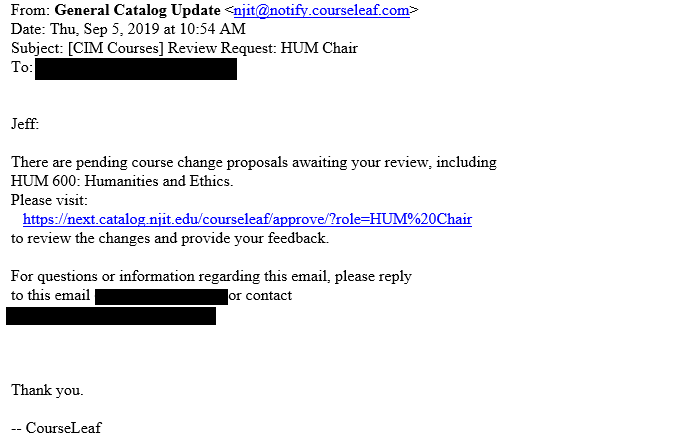 From: General Catalog Update <njit@notify.courseleaf.com>
Date: Thu, Sep 5, 2019 at 10:54 AM
Subject: [CIM Courses] Review Request: HUM Chair
To:
Jeff:
There are pending course change proposals awaiting your review, including
HUM 600: Humanities and Ethics.
Please visit:
https://next.catalog.njit.edu/courseleaf/approve/?role=HUM%20Chair
to review the changes and provide your feedback.
For questions or information regarding this email, please reply
to this email or contact
Thank you.
-- CourseLeaf